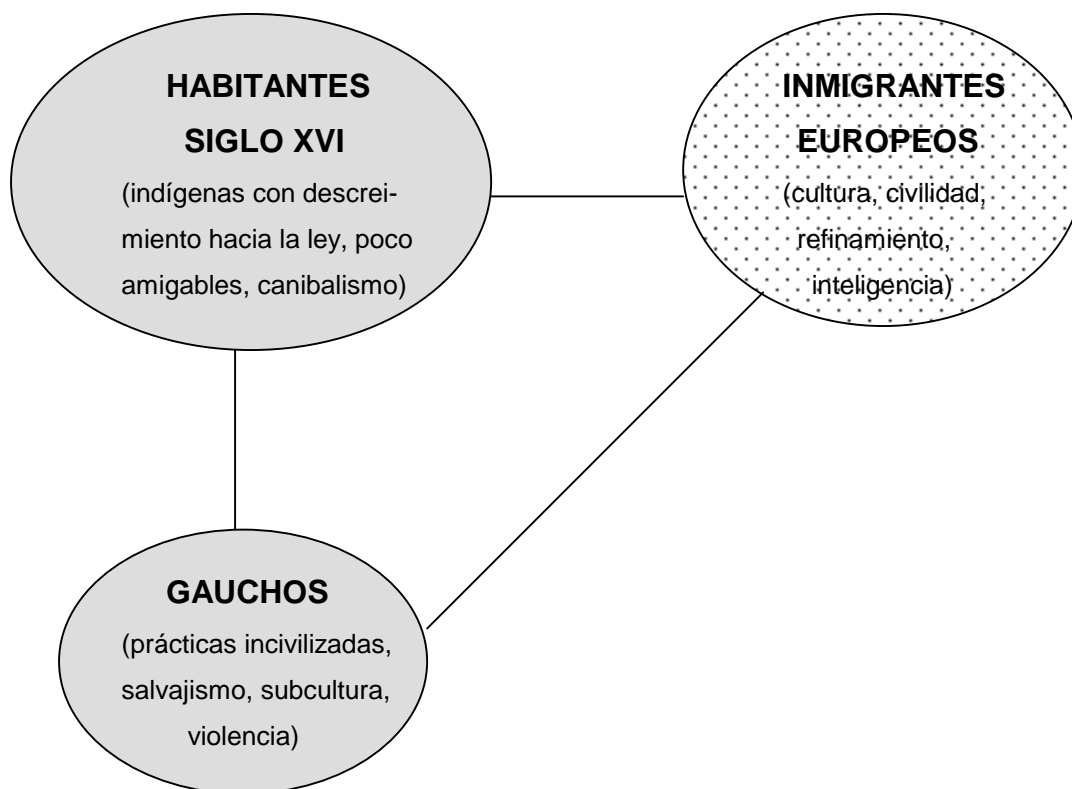 HABITANTES
SIGLO XVI
(indígenas con descrei-
miento hacia la ley, poco
amigables, canibalismo)
INMIGRANTES
EUROPEOS
(cultura, civilidad,
refinamiento,
inteligencia)
GAUCHOS
(prácticas incivilizadas,
salvajismo, subcultura,
violencia)